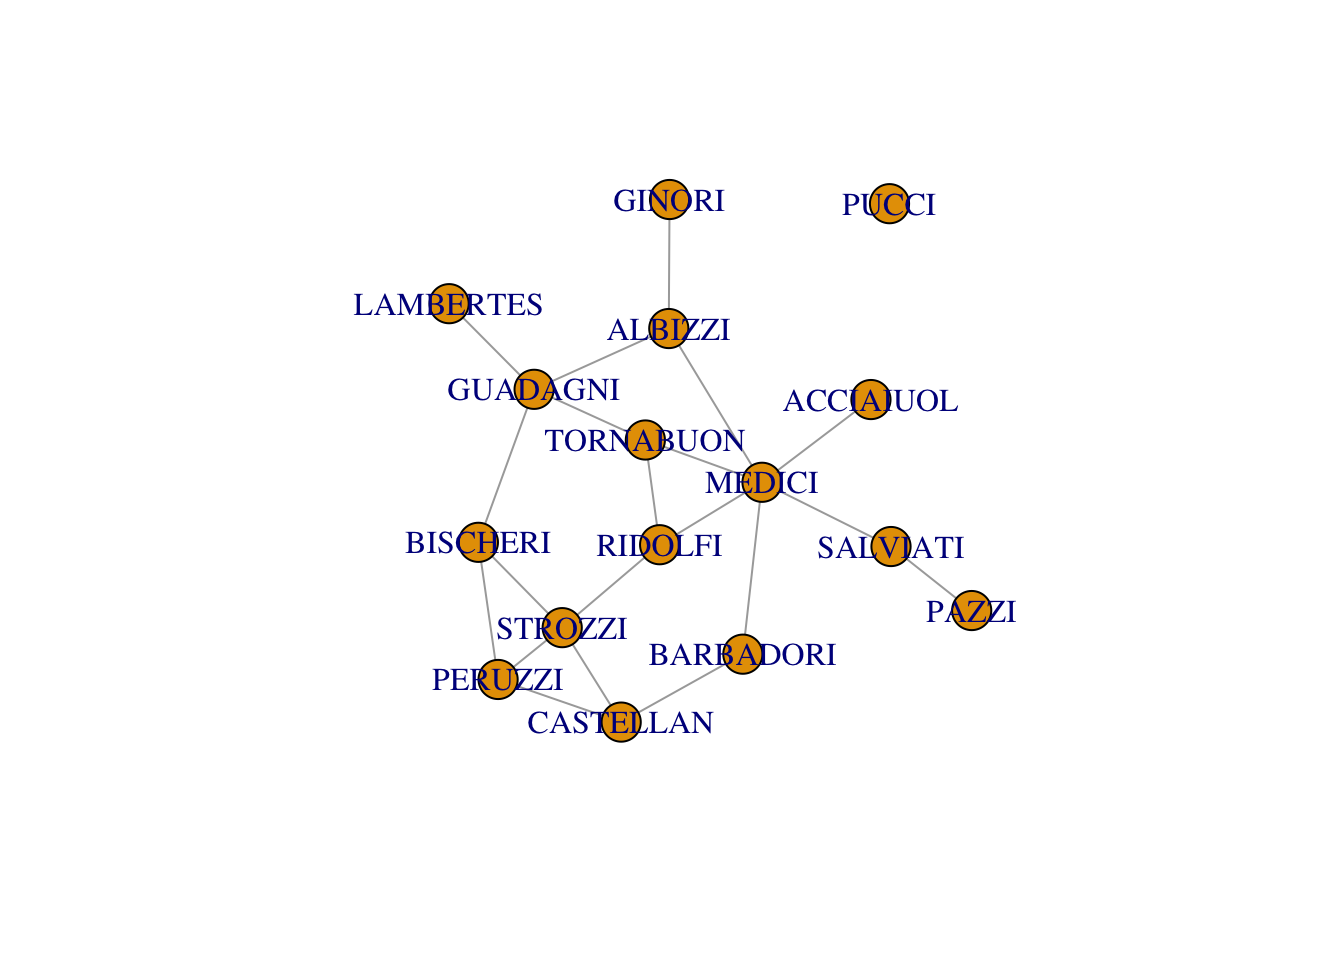 GINORI
PUCCI
LAMBERTES
ALBIZZI
GUADAGNI
ACCIAIUOL
TORNABUON
MEDICI
BISCHERI
RIDOLFI
SALVIATI
PAZZI
STROZZI
BARBADORI
PERUZZI
CASTELLAN